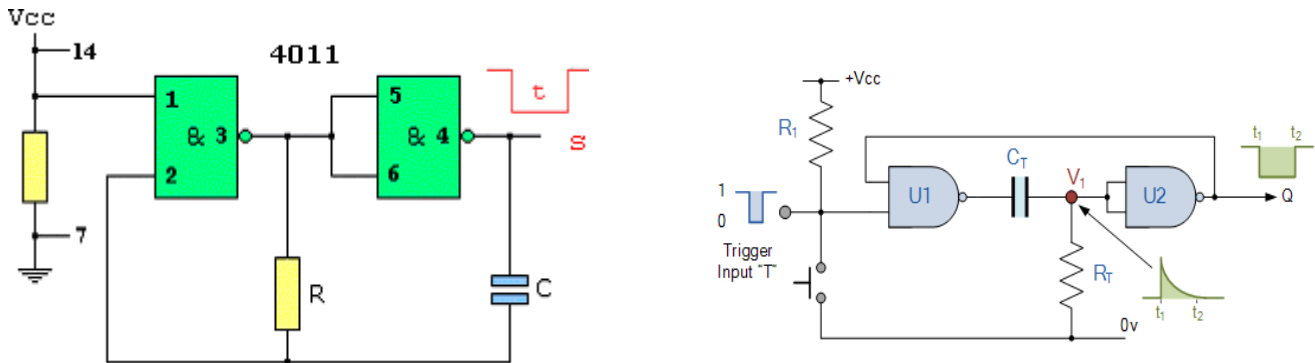 Vcc
14
4011
1
2
& 3
5
6
& 4
t
S
7
R
C
+Vcc
R1
1
0
Trigger
Input "T"
U1
CT
V1
U2
t1 t2
Q
RT
t1 t2
0v